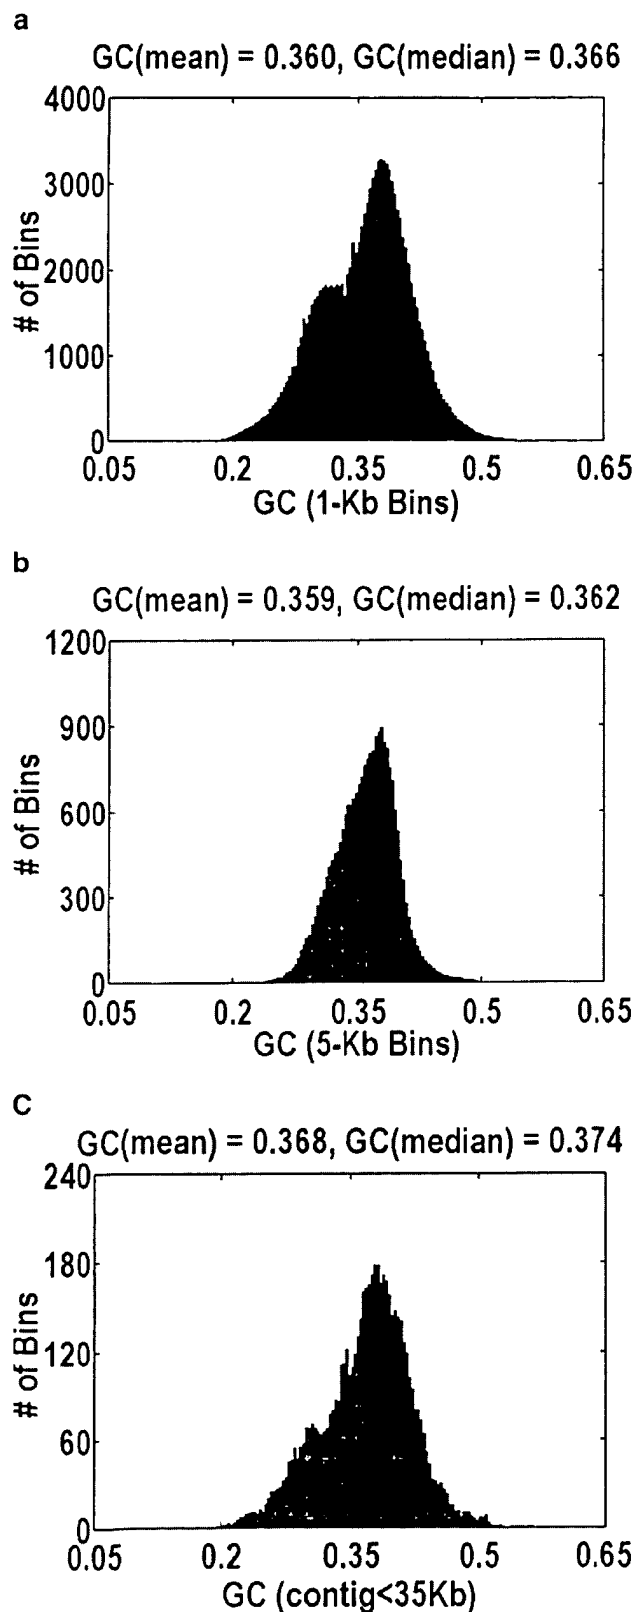 a
GC(mean) = 0.360, GC(median) = 0.366
4000
3000
2000
1000
0
# of Bins
0.05 0.2 0.35 0.5 0.65
GC (1-Kb Bins)
b
GC(mean) = 0.359, GC(median) = 0.362
1200
900
600
300
0
# of Bins
0.05 0.2 0.35 0.5 0.65
GC (5-Kb Bins)
c
GC(mean) = 0.368, GC(median) = 0.374
240
180
120
60
0
# of Bins
0.05 0.2 0.35 0.5 0.65
GC (contig<35Kb)